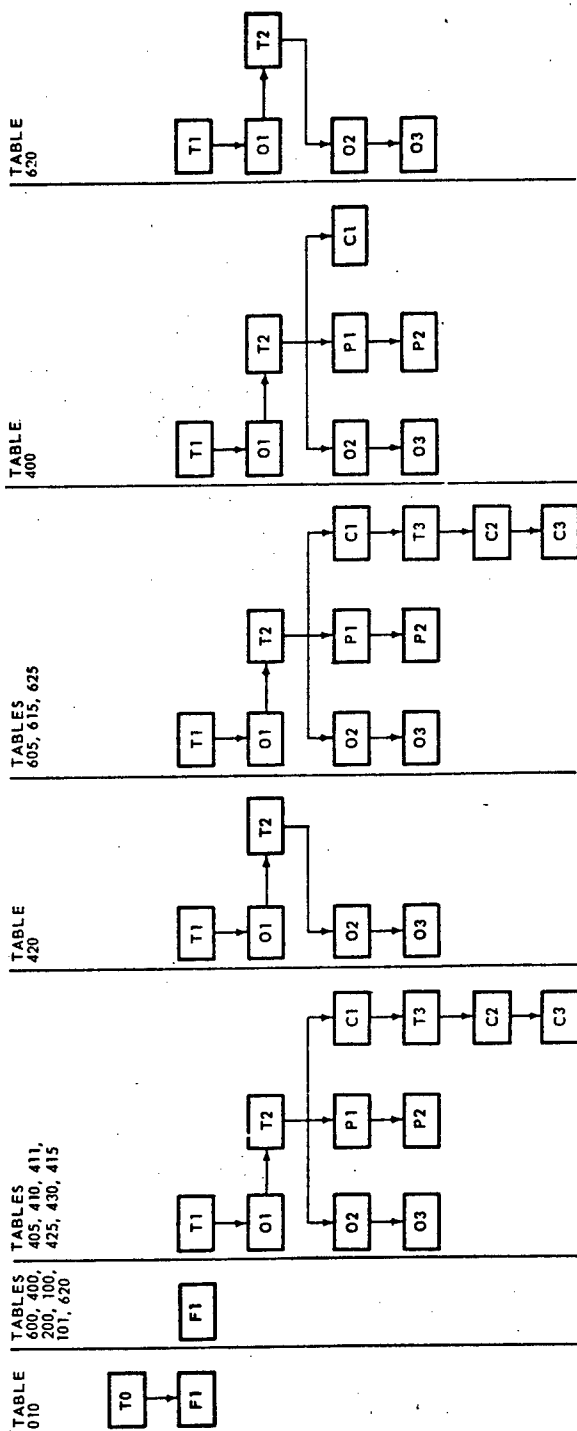 TABLE
010
T0
F1
TABLES
600, 400,
200, 100,
101, 620
F1
TABLES
405, 410, 411,
425, 430, 415
T1
O1
T2
O2
P1
C1
O3
P2
T3
C2
C3
TABLE
420
T1
O1
T2
O2
O3
TABLES
605, 615, 625
T1
O1
T2
O2
P1
C1
O3
P2
T3
C2
C3
TABLE
400
T1
O1
T2
O2
P1
C1
O3
P2
TABLE
620
T1
O1
T2
O2
O3